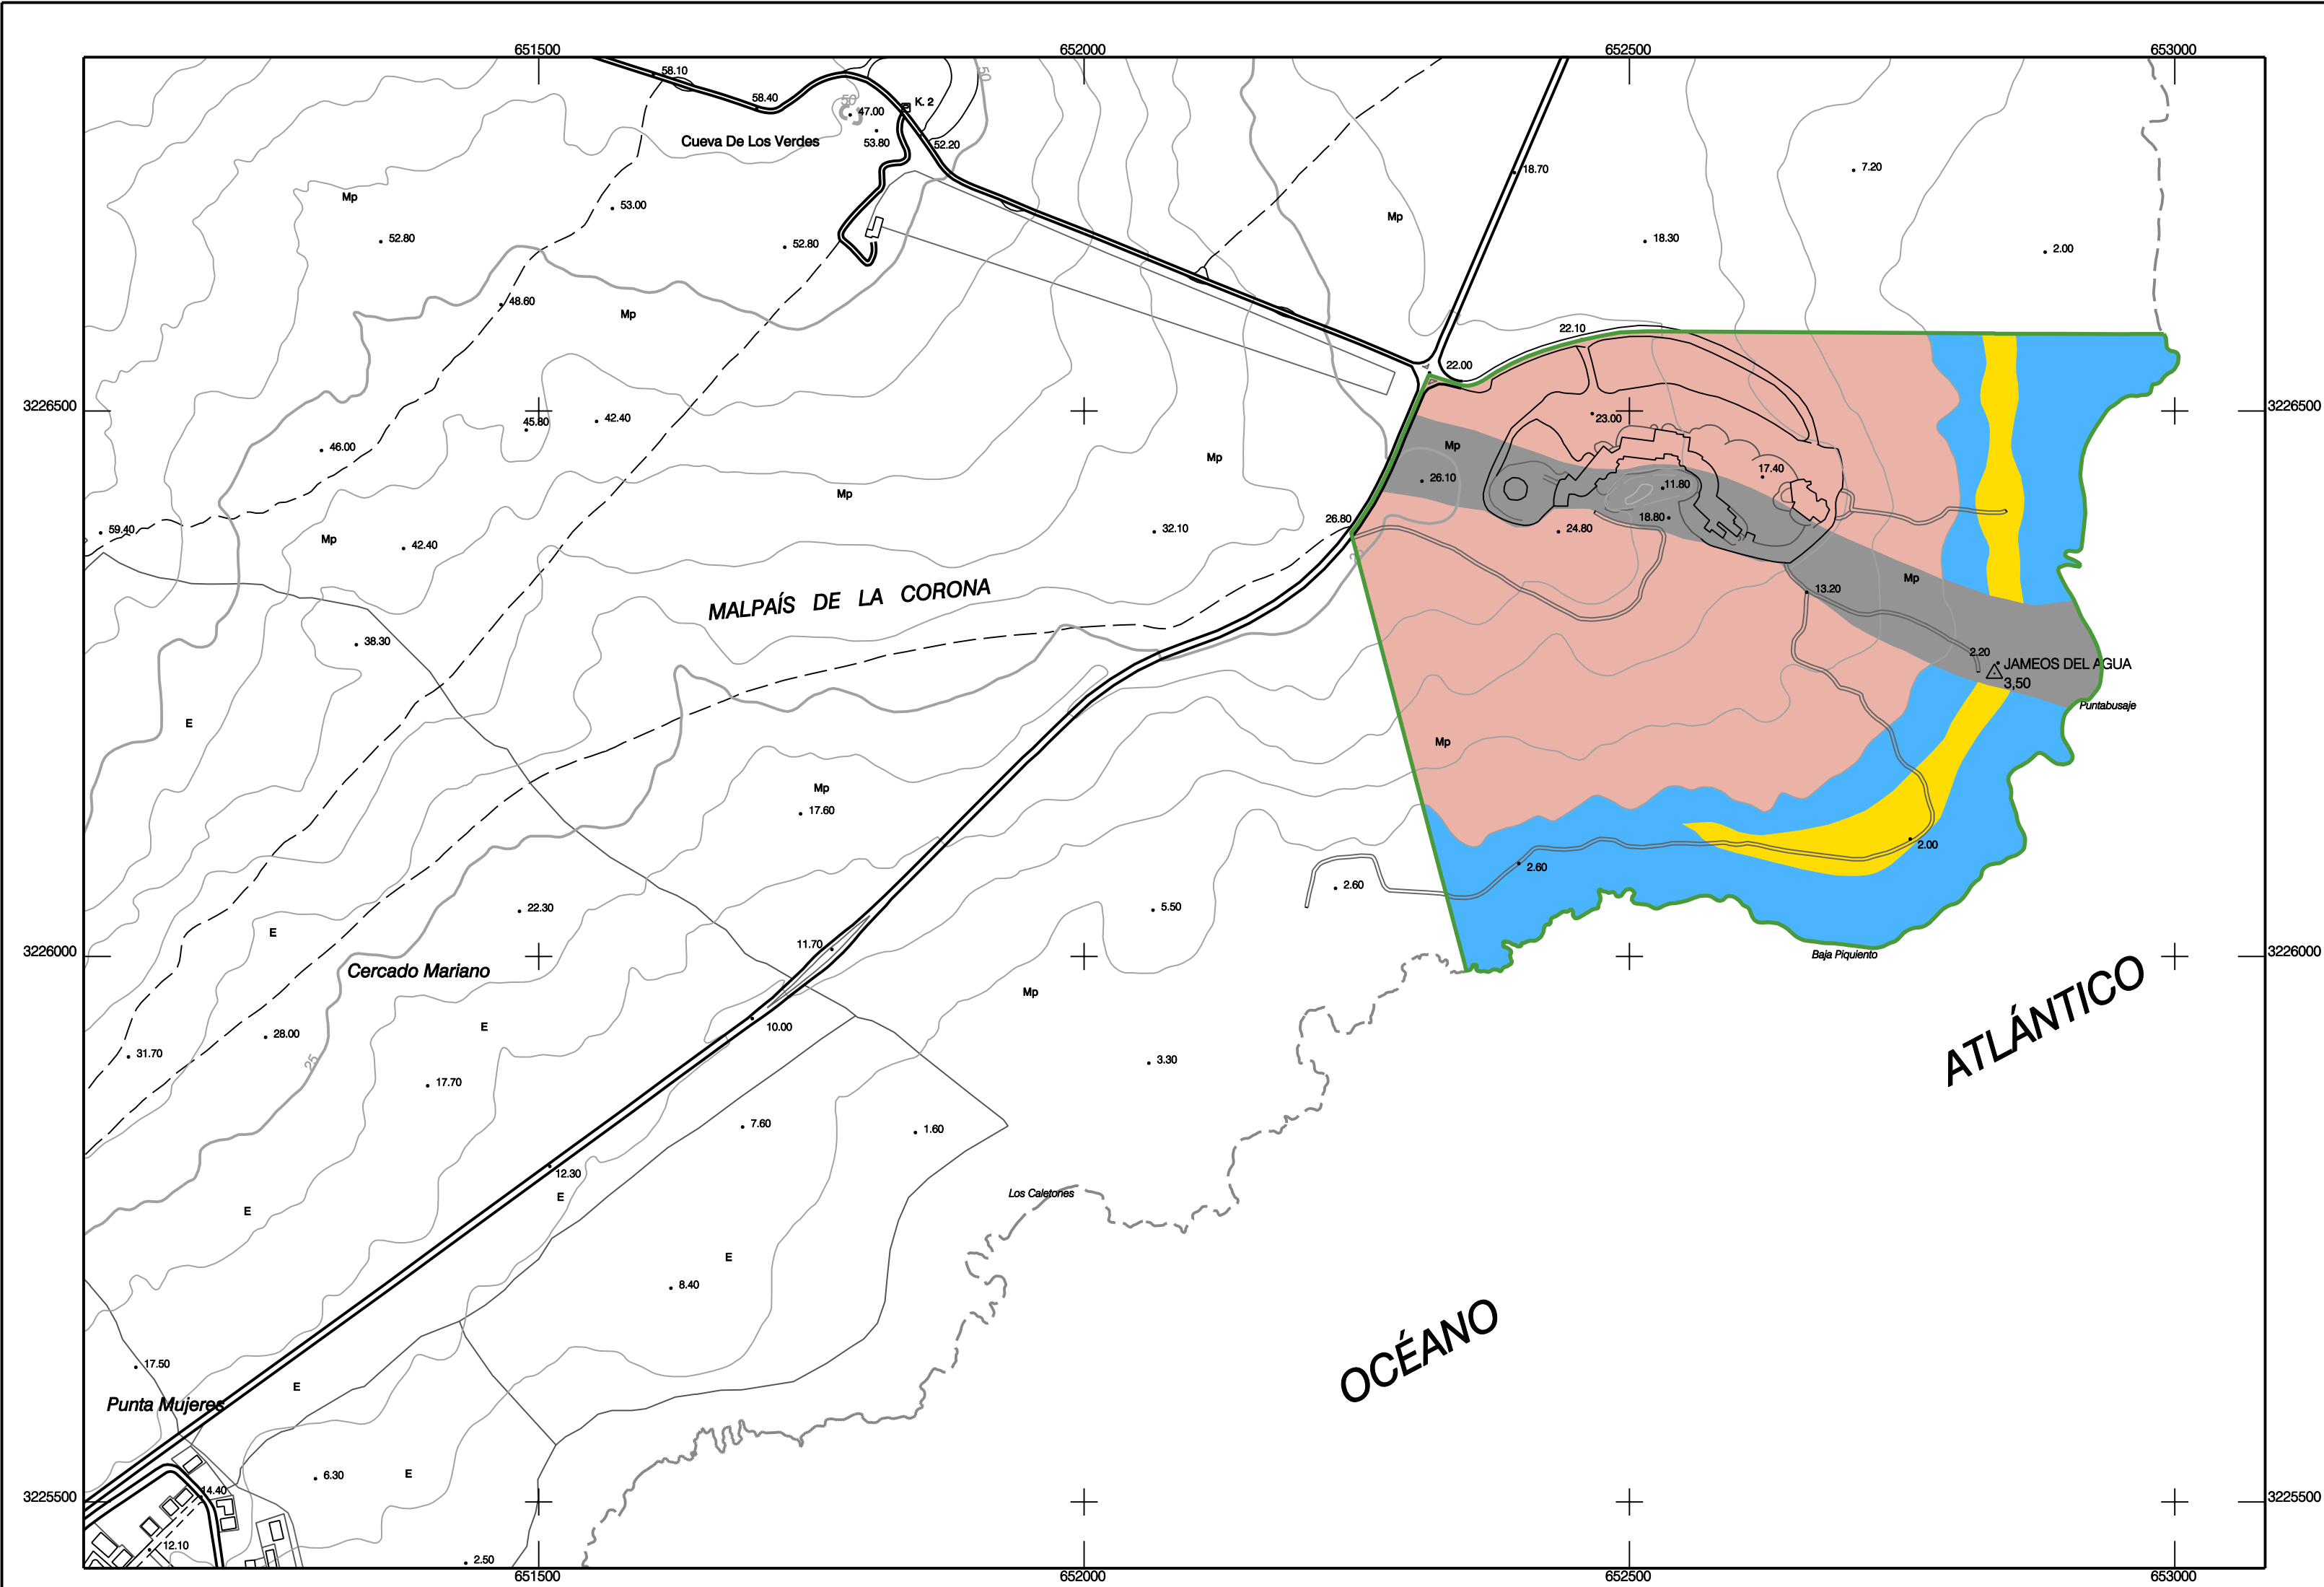 651500 652000 652500 653000
58.10
50
58.40
50
47.00
K. 2
Cueva De Los Verdes
53.80
52.20
18.70
7.20
Mp
53.00
Mp
52.80
52.80
18.30
2.00
48.60
Mp
22.10
22.00
3226500
3226500
45.80
42.40
23.00
46.00
Mp
Mp
17.40
26.10
11.80
Mp
26.80
18.80
59.40
32.10
24.80
Mp
42.40
Mp
13.20
MALPAÍS DE LA CORONA
38.30
2.20
JAMEOS DEL AGUA
3,50
Puntabusaje
E
Mp
Mp
17.60
2.00
2.60
2.60
22.30
5.50
E
11.70
3226000
3226000
Baja Piquiento
Cercado Mariano
Mp
ATLÁNTICO
E
10.00
28.00
31.70
25
3.30
17.70
7.60
1.60
12.30
E
Los Caletones
E
E
8.40
OCÉANO
17.50
E
Punta Mujeres
6.30
E
14.40
3225500
3225500
12.10
2.50
651500 652000 652500 653000